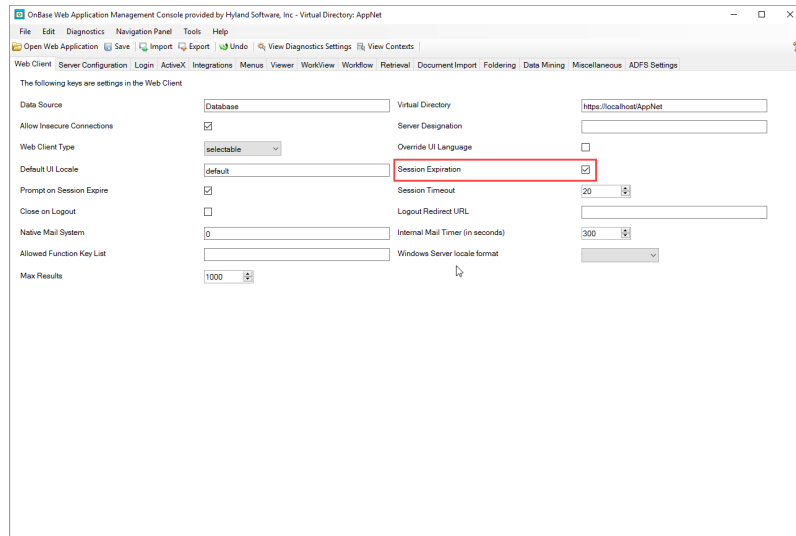 OnBase Web Application Management Console provided by Hyland Software, Inc - Virtual Directory: AppNet
File Edit Diagnostics Navigation Panel Tools Help
Open Web Application Save Import Export Undo View Diagnostics Settings View Contexts
Web Client Server Configuration Login ActiveX Integrations Menus Viewer WorkView Workflow Retrieval Document Import Foldering Data Mining Miscellaneous ADFS Settings
The following keys are settings in the Web Client
Data Source Database Virtual Directory https://localhost/AppNet
Allow Insecure Connections Server Designation
Web Client Type selectable Override UI Language
Default UI Locale default Session Expiration
Prompt on Session Expire Session Timeout 20
Close on Logout Logout Redirect URL
Native Mail System 0 Internal Mail Timer (in seconds) 300
Allowed Function Key List Windows Server locale format
Max Results 1000